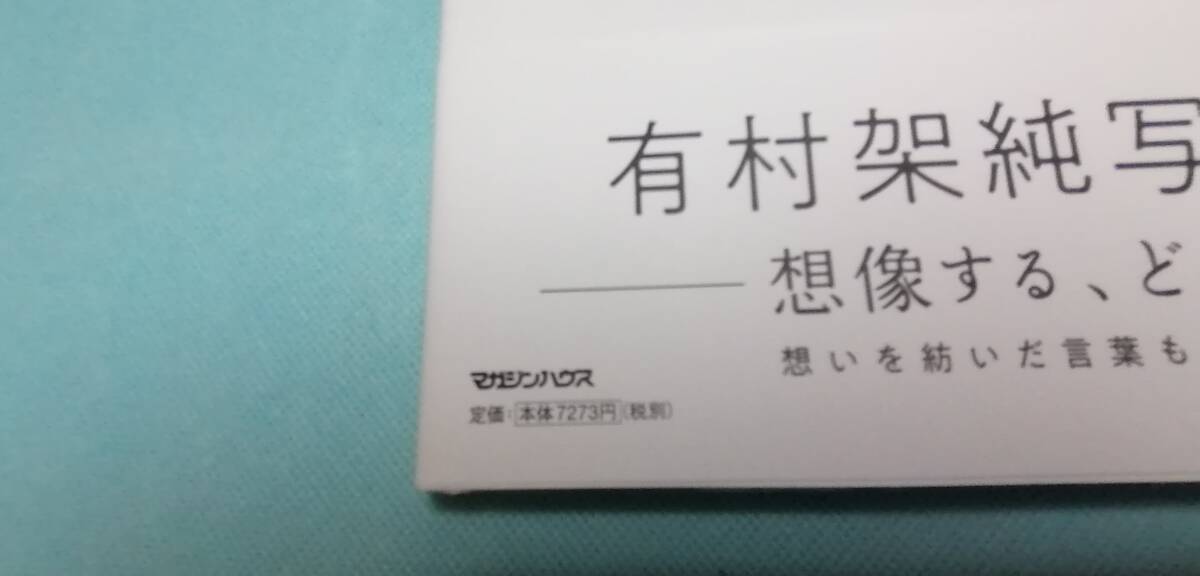 有村架純写
想像する、ど
想いを紡いだ言葉も
マガジンハウス
定価：本体7273円（税別）